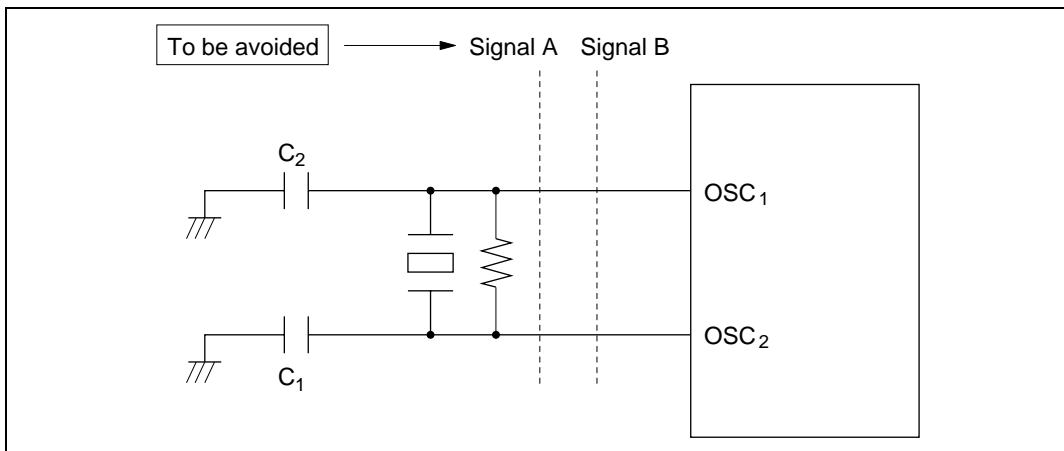 To be avoided
Signal A
Signal B
C2
OSC1
OSC2
C1